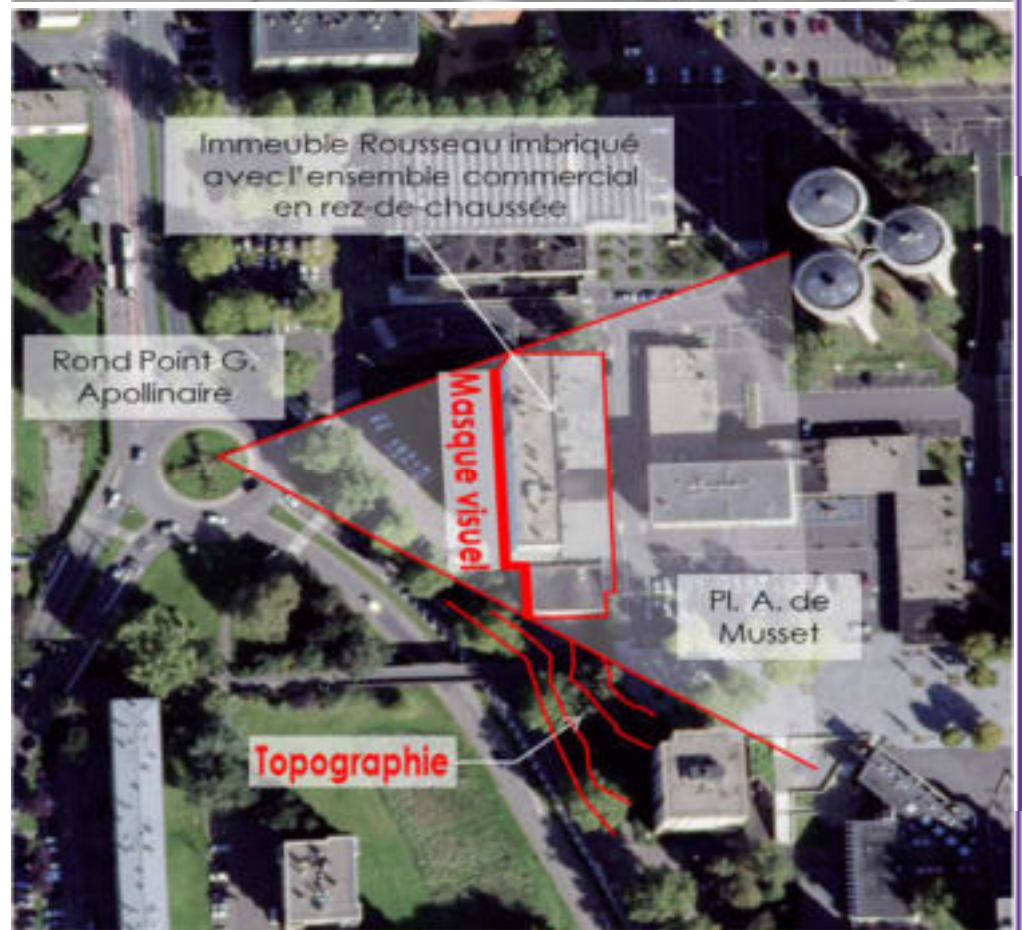 Immeuble Rousseau imbriqué
avec l'ensemble commercial
en rez-de-chaussée
Rond Point G.
Apollinaire
Masque visuel
Pl. A. de
Musset
Topographie